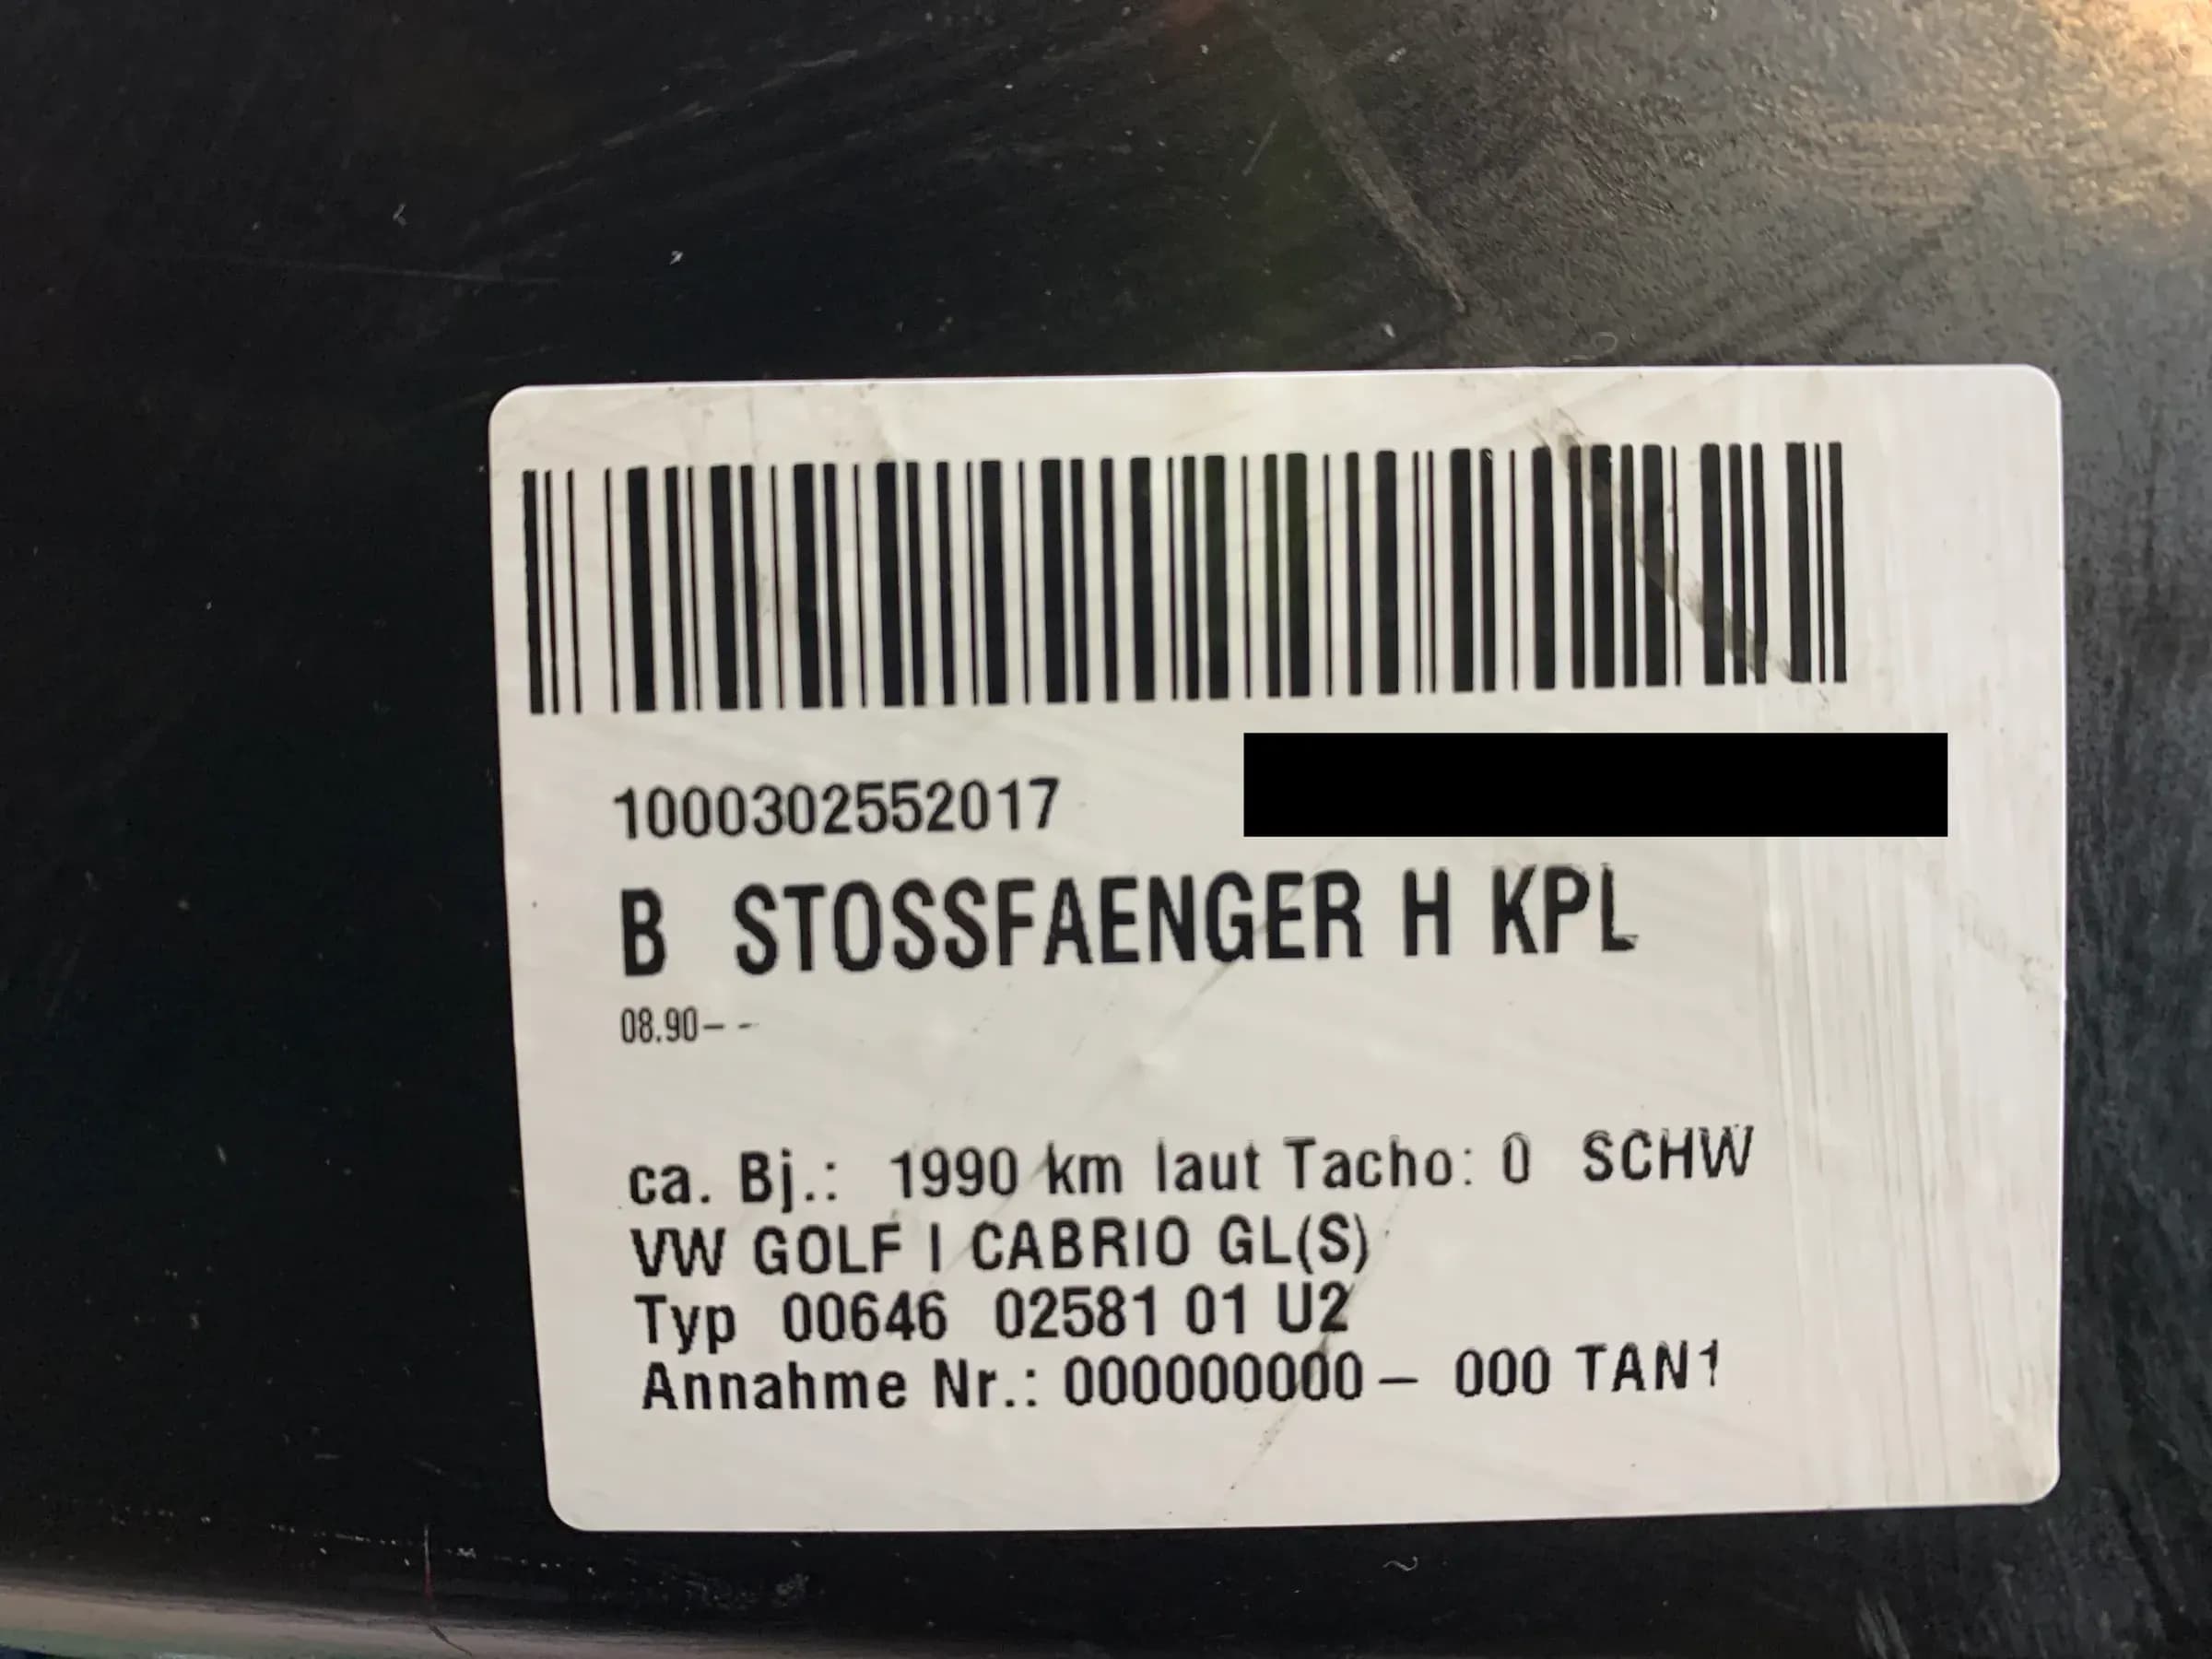 1000302552017
B STOSSFAENGER H KPL
08.90- -
ca. Bj.: 1990 km laut Tacho: 0 SCHW
VW GOLF I CABRIO GL(S)
Typ 00646 02581 01 U2
Annahme Nr.: 000000000- 000 TAN1